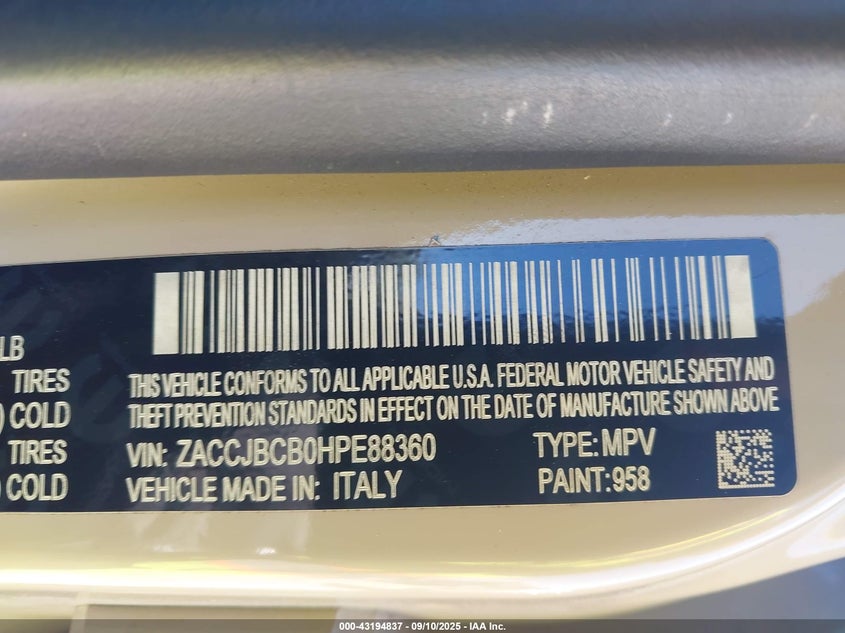 LB
TIRES
) COLD
TIRES
) COLD
THIS VEHICLE CONFORMS TO ALL APPLICABLE U.S.A. FEDERAL MOTOR VEHICLE SAFETY AND
THEFT PREVENTION STANDARDS IN EFFECT ON THE DATE OF MANUFACTURE SHOWN ABOVE
VIN: ZACCJBCB0HPE88360 TYPE: MPV
VEHICLE MADE IN: ITALY PAINT:958
000-43194837 - 09/10/2025 - IAA Inc.